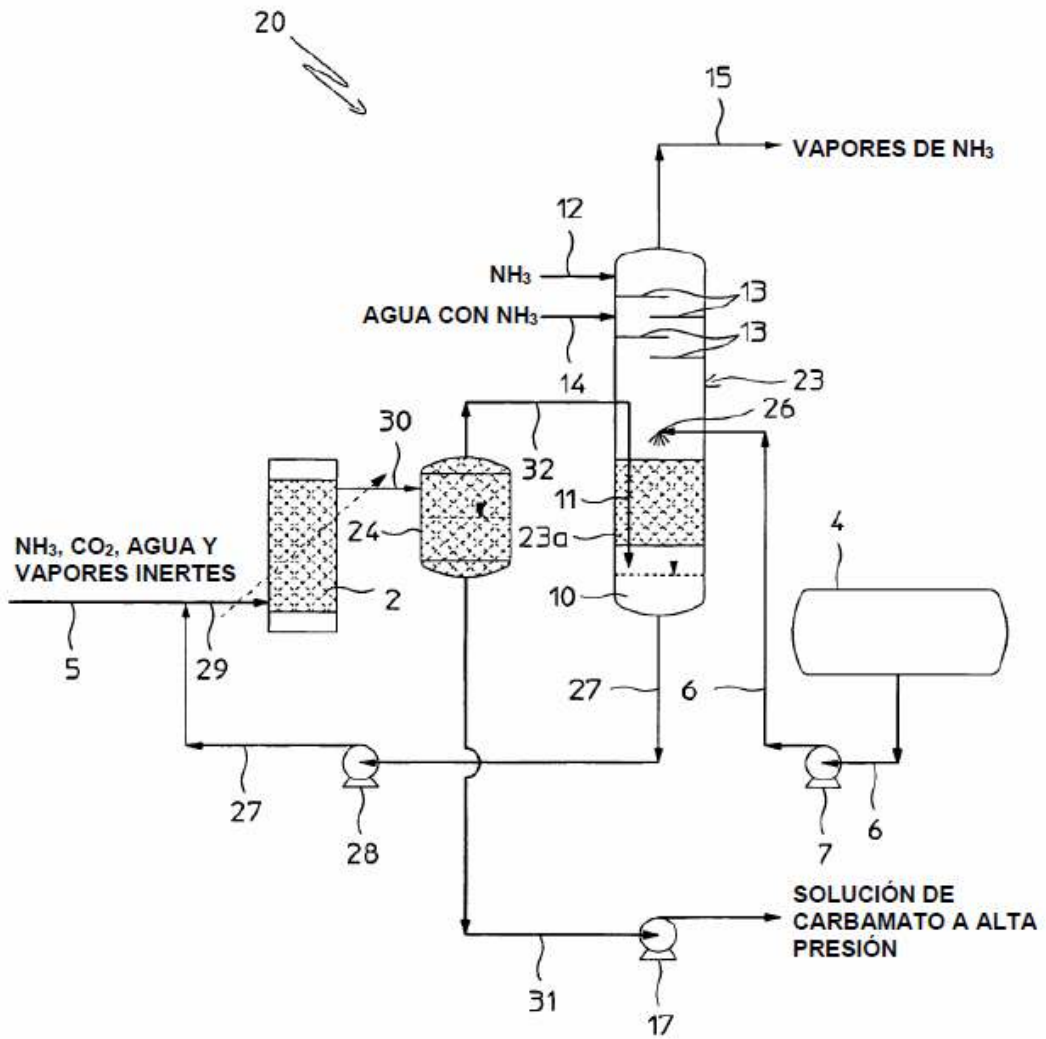 20
15
VAPORES DE NH₃
12
NH₃
13
AGUA CON NH₃
13
14
23
26
30
32
11
24
23a
4
NH₃, CO₂, AGUA Y
VAPORES INERTES
2
10
5
29
27
6
27
28
7
6
SOLUCIÓN DE
CARBAMATO A ALTA
PRESIÓN
31
17